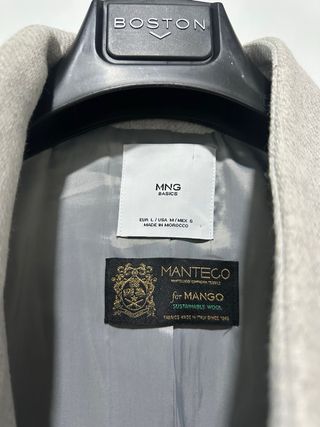 BOSTON
MNG
BASICS
EUR L / USA M / MEX G
MADE IN MOROCCO
MANTECO
for MANGO
SUSTAINABLE WOOL
FABRICS MADE IN ITALY SINCE 1943